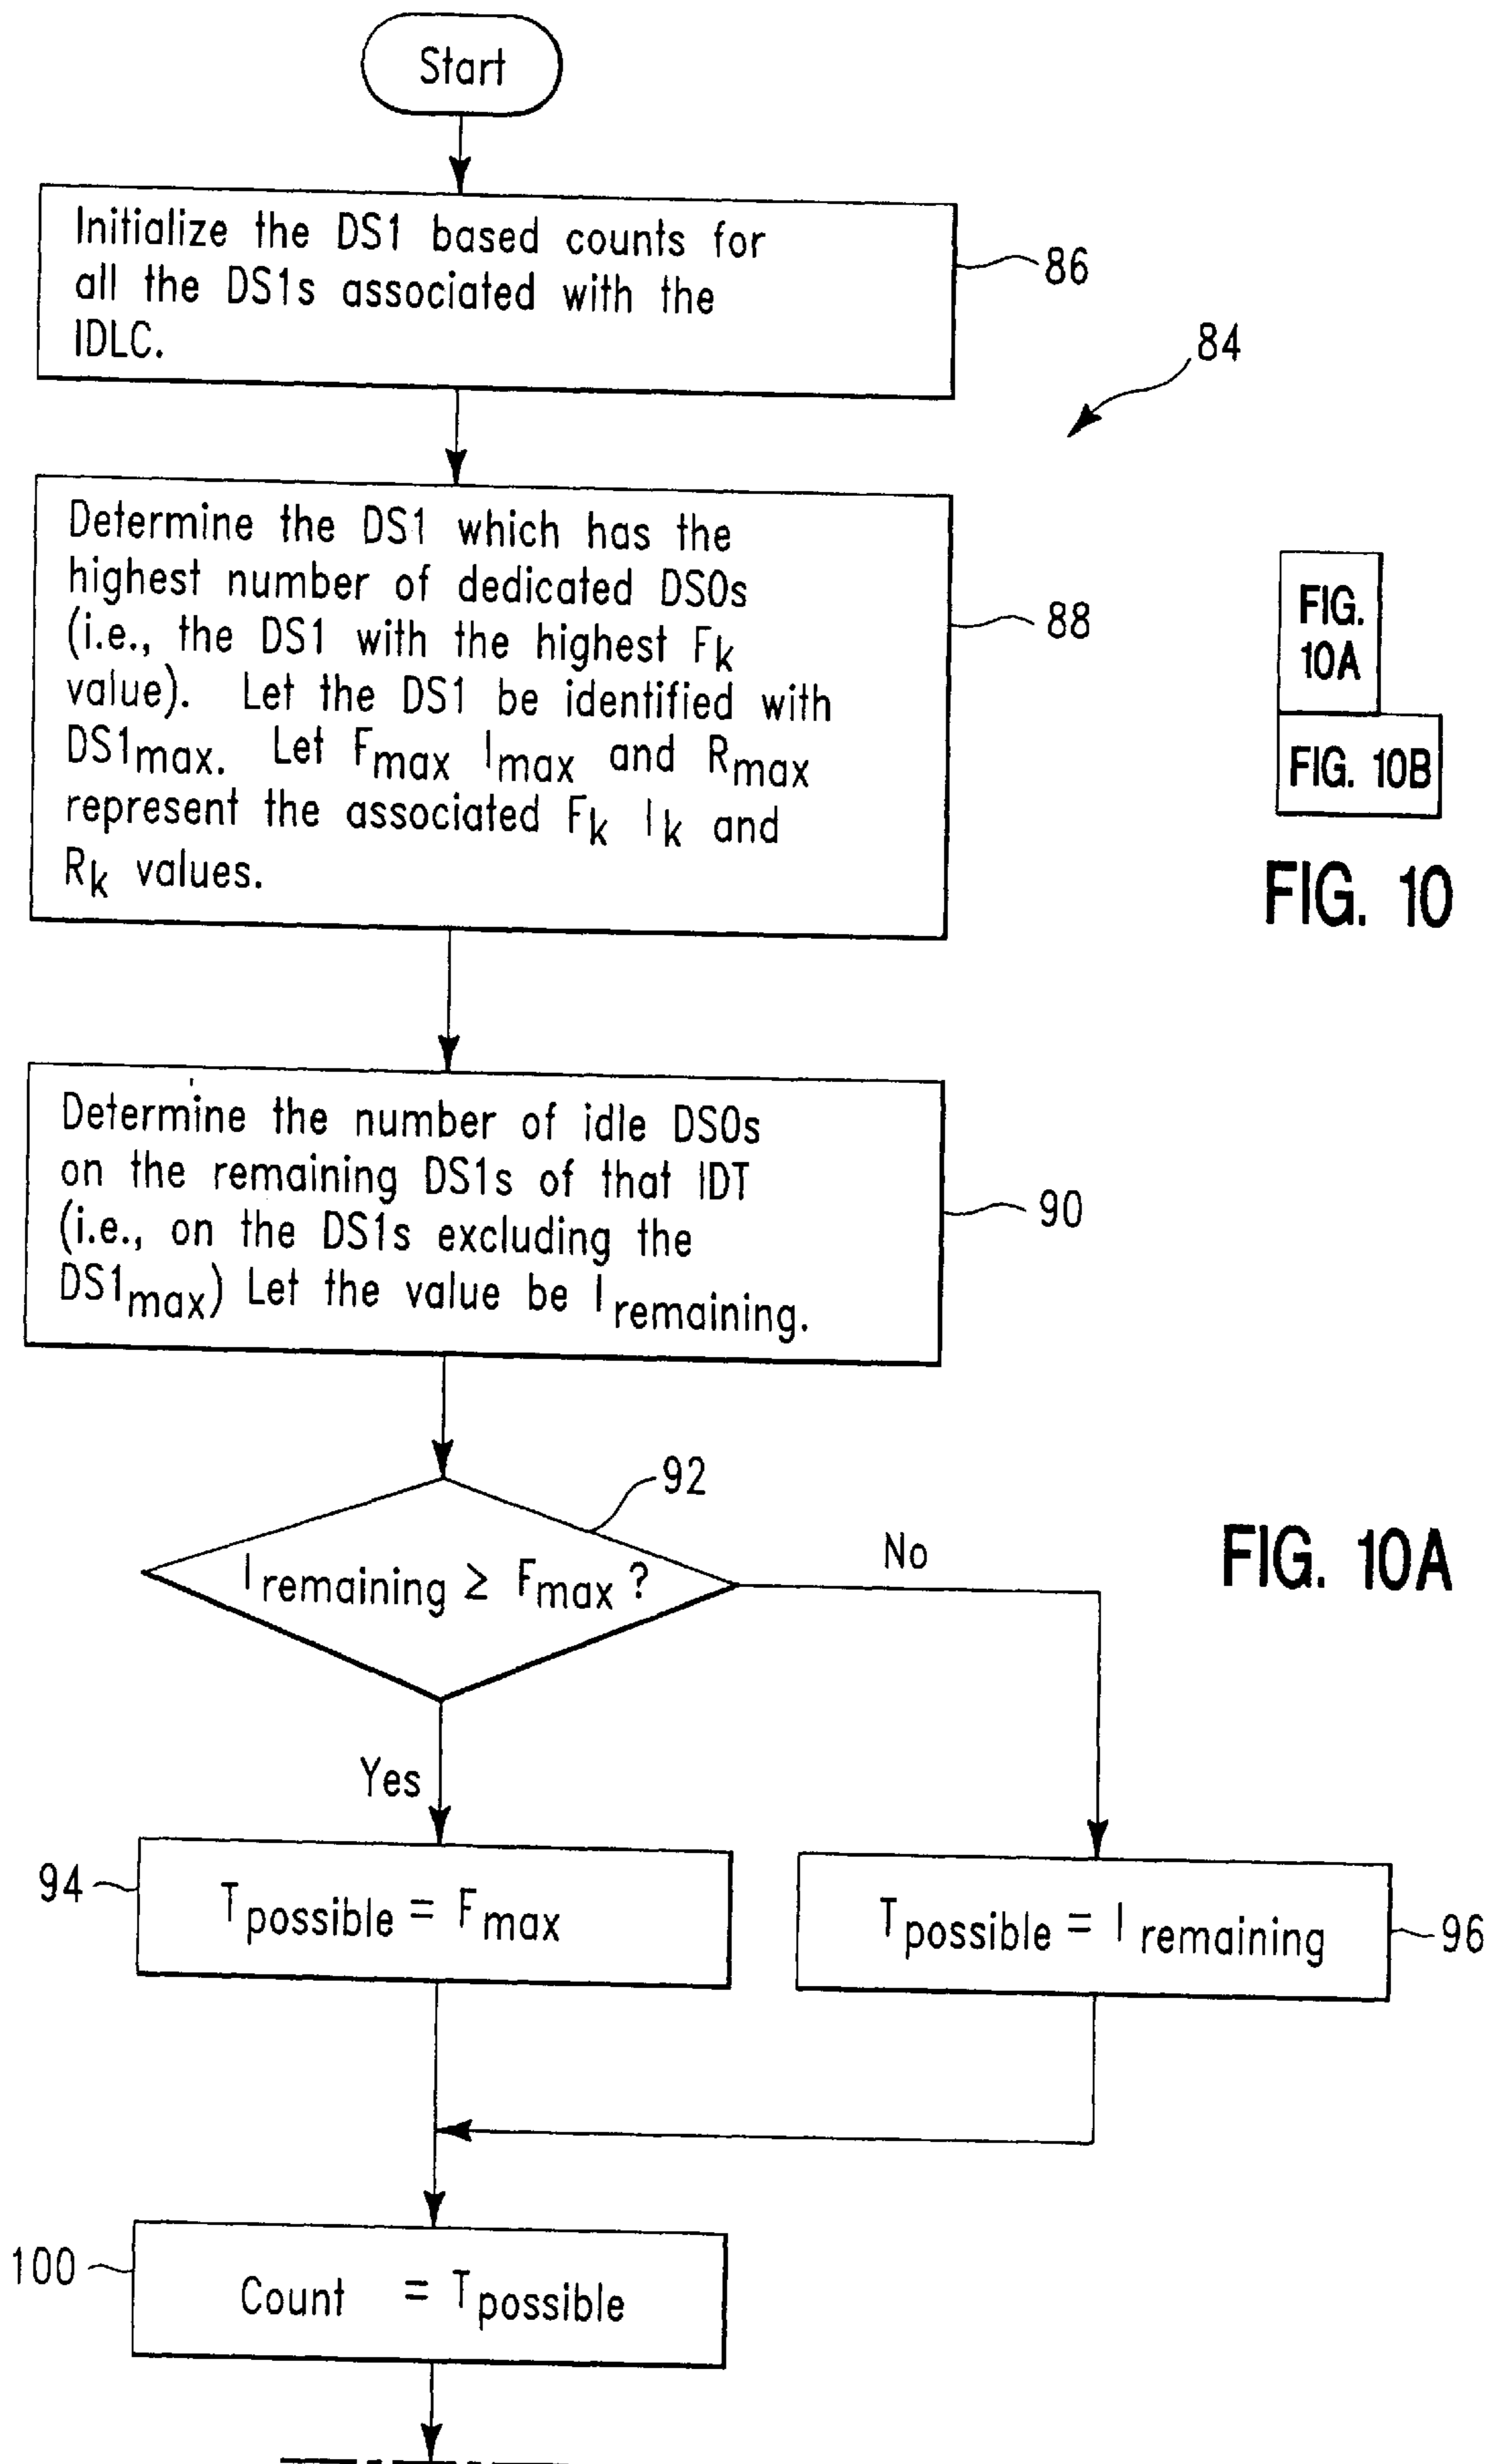 Start
Initialize the DS1 based counts for
all the DS1s associated with the
IDLC.
86
84
Determine the DS1 which has the
highest number of dedicated DS0s
(i.e., the DS1 with the highest Fk
value). Let the DS1 be identified with
DS1max. Let Fmax Imax and Rmax
represent the associated Fk Ik and
Rk values.
88
FIG.
10A
FIG. 10B
FIG. 10
Determine the number of idle DS0s
on the remaining DS1s of that IDT
(i.e., on the DS1s excluding the
DS1max) Let the value be Iremaining.
90
92
Iremaining ≥ Fmax ?
No
FIG. 10A
Yes
94
Tpossible = Fmax
Tpossible = Iremaining
96
100
Count = Tpossible